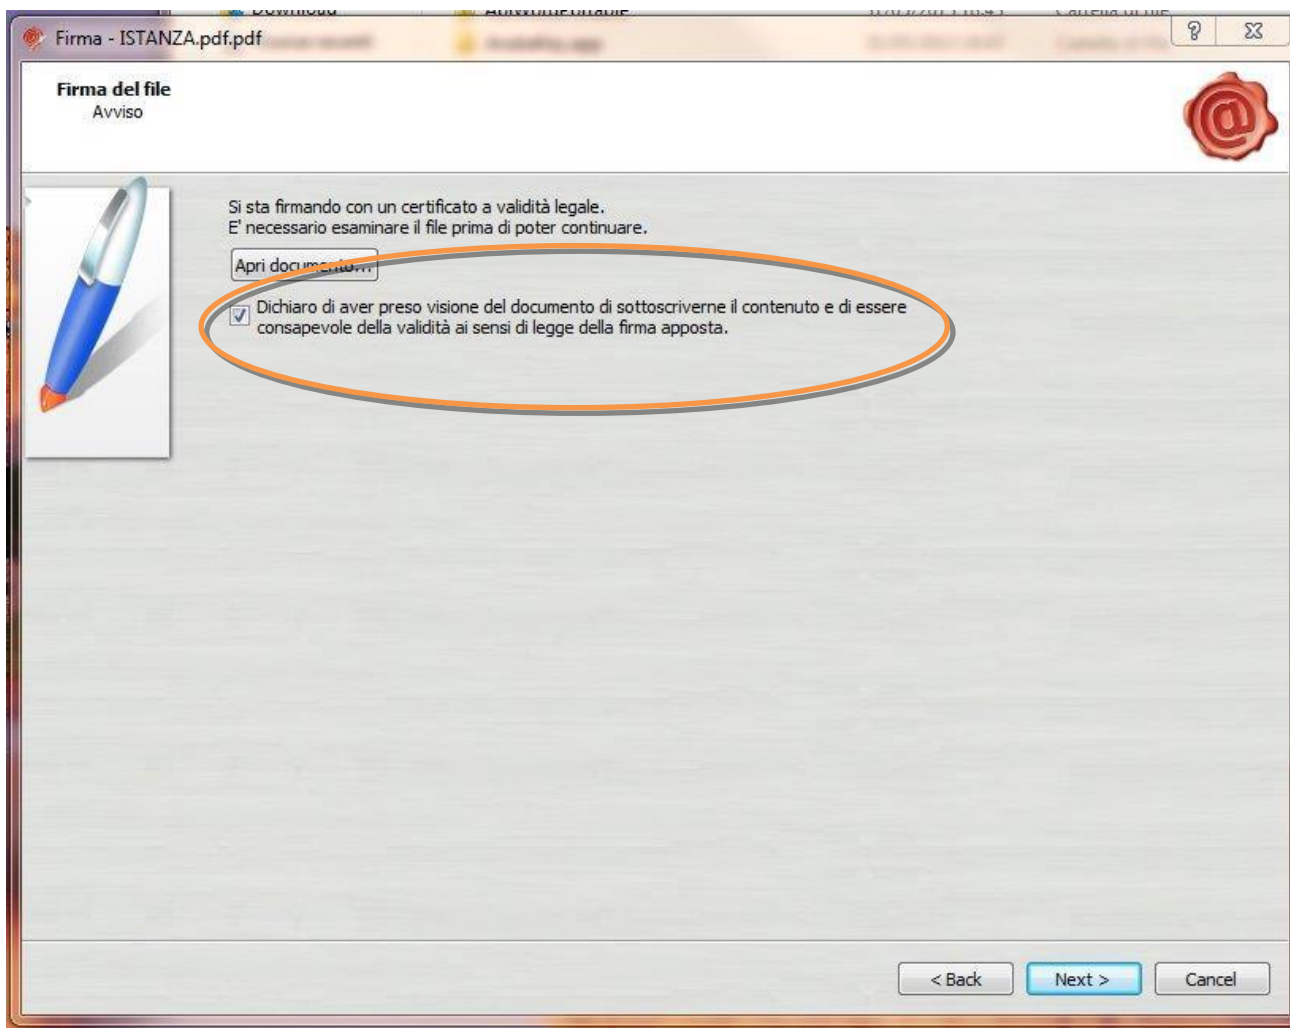 Download
Firma - ISTANZA.pdf.pdf
Firma del file
Avviso
@
Si sta firmando con un certificato a validità legale.
E' necessario esaminare il file prima di poter continuare.
Apri documento...
Dichiaro di aver preso visione del documento di sottoscriverne il contenuto e di essere
consapevole della validità ai sensi di legge della firma apposta.
< Back
Next >
Cancel